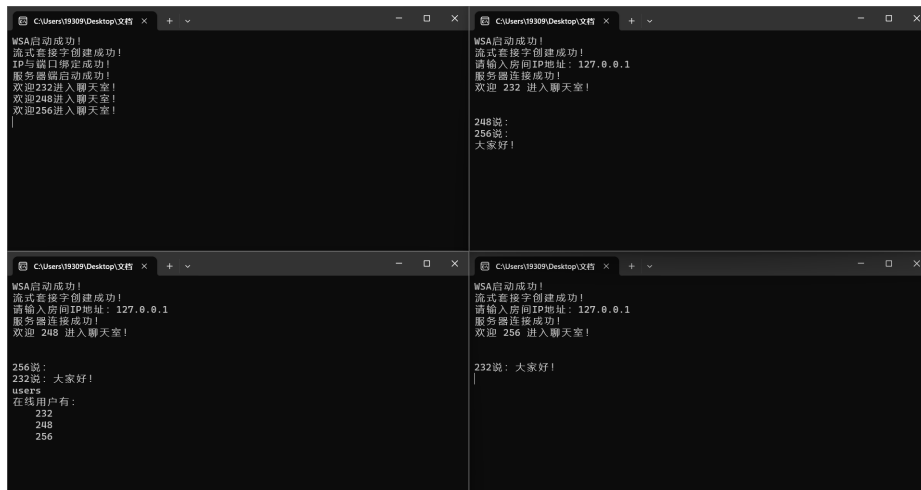 C:\Users\19309\Desktop\文档
WSA启动成功!
流式套接字创建成功!
IP与端口绑定成功!
服务器端启动成功!
欢迎232进入聊天室!
欢迎248进入聊天室!
欢迎256进入聊天室!
C:\Users\19309\Desktop\文档
WSA启动成功!
流式套接字创建成功!
请输入房间IP地址: 127.0.0.1
服务器连接成功!
欢迎 232 进入聊天室!
248说:
256说:
大家好!
C:\Users\19309\Desktop\文档
WSA启动成功!
流式套接字创建成功!
请输入房间IP地址: 127.0.0.1
服务器连接成功!
欢迎 248 进入聊天室!
256说:
232说: 大家好!
users
在线用户有:
232
248
256
C:\Users\19309\Desktop\文档
WSA启动成功!
流式套接字创建成功!
请输入房间IP地址: 127.0.0.1
服务器连接成功!
欢迎 256 进入聊天室!
232说: 大家好!